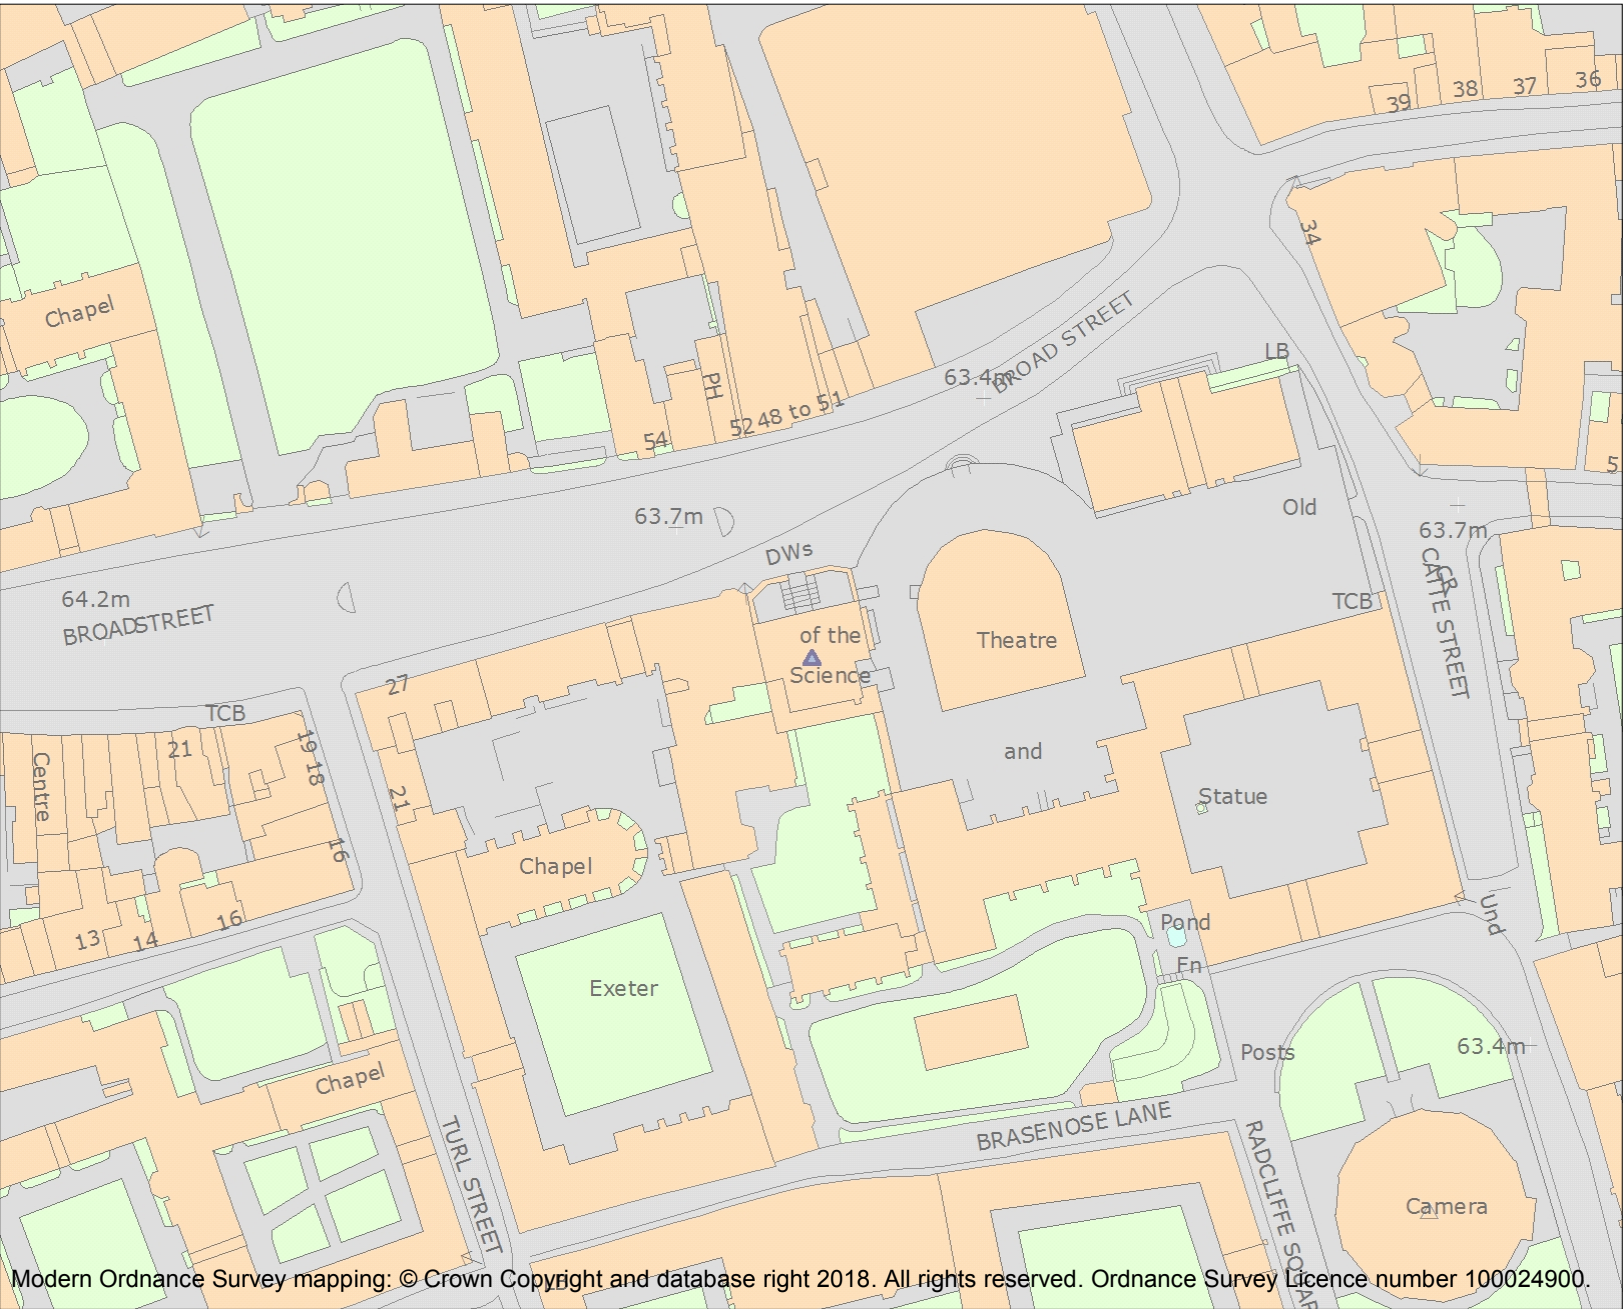 36
37
38
39
34
Chapel
PH
LB
BROAD STREET
63.4m
48 to 51
52
54
5
Old
63.7m
63.7m
DWs
CATTE STREET
CR
TCB
64.2m
BROADSTREET
of the
Science
Theatre
27
TCB
21
19
18
Centre
21
and
Statue
16
Chapel
16
13
14
Pond
Und
Fn
Exeter
Posts
63.4m
Chapel
BRASENOSE LANE
TURL STREET
RADCLIFFE SQUAR
Camera
LB
Modern Ordnance Survey mapping: © Crown Copyright and database right 2018. All rights reserved. Ordnance Survey Licence number 100024900.